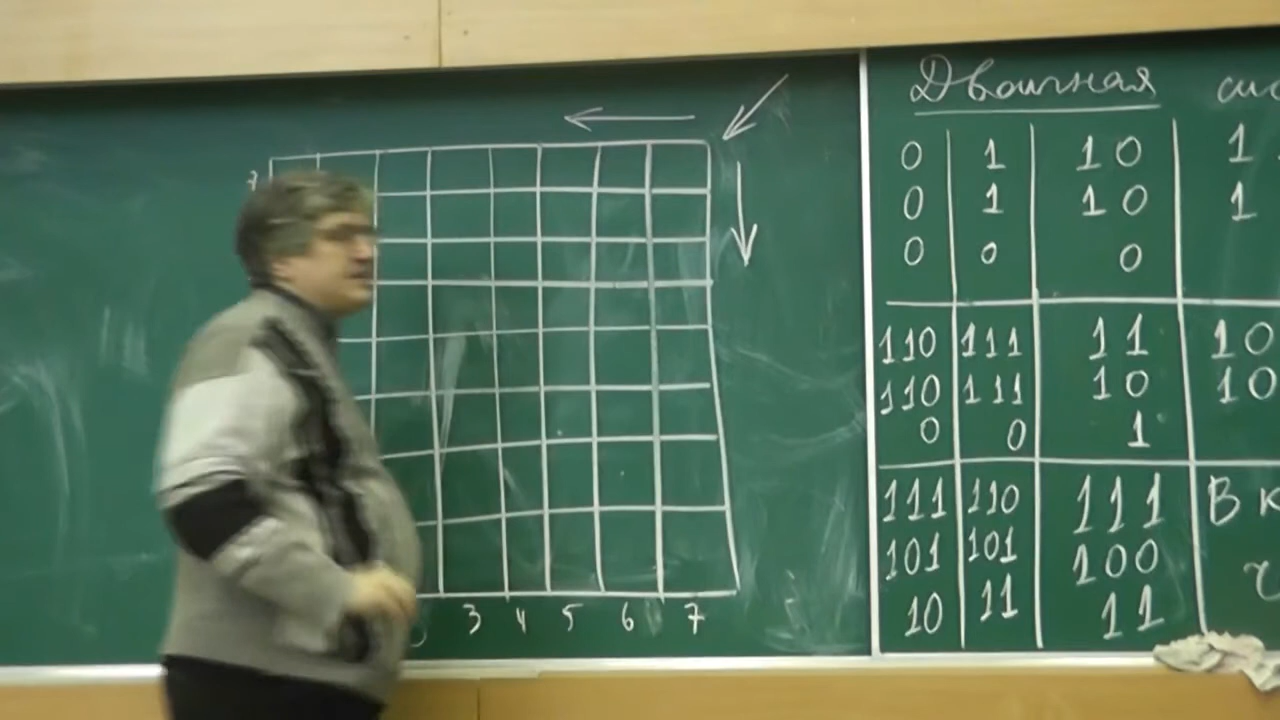 Двоичная
0 1 10 1
0 1 10 1
0 0 0
110 111 11 10
110 111 10 10
0 0 1
111 110 111 В
101 101 100
10 11 11
3 4 5 6 7